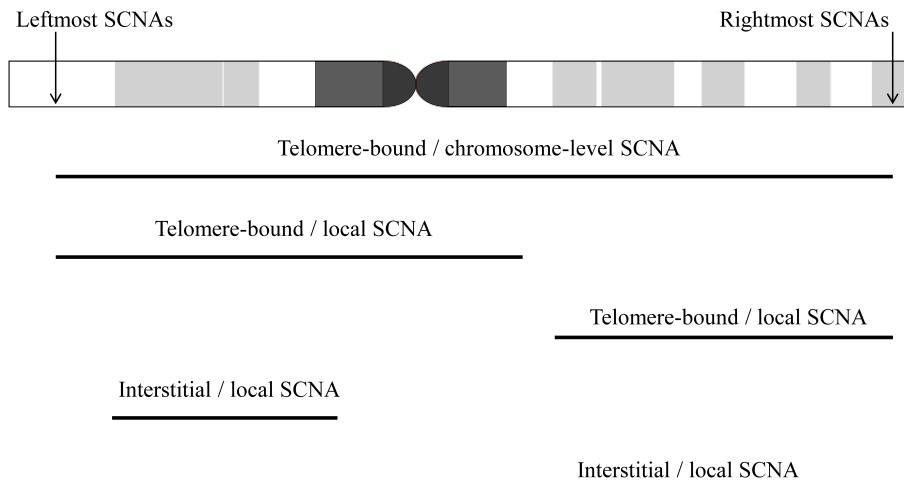 Leftmost SCNAs
Rightmost SCNAs
Telomere-bound / chromosome-level SCNA
Telomere-bound / local SCNA
Telomere-bound / local SCNA
Interstitial / local SCNA
Interstitial / local SCNA